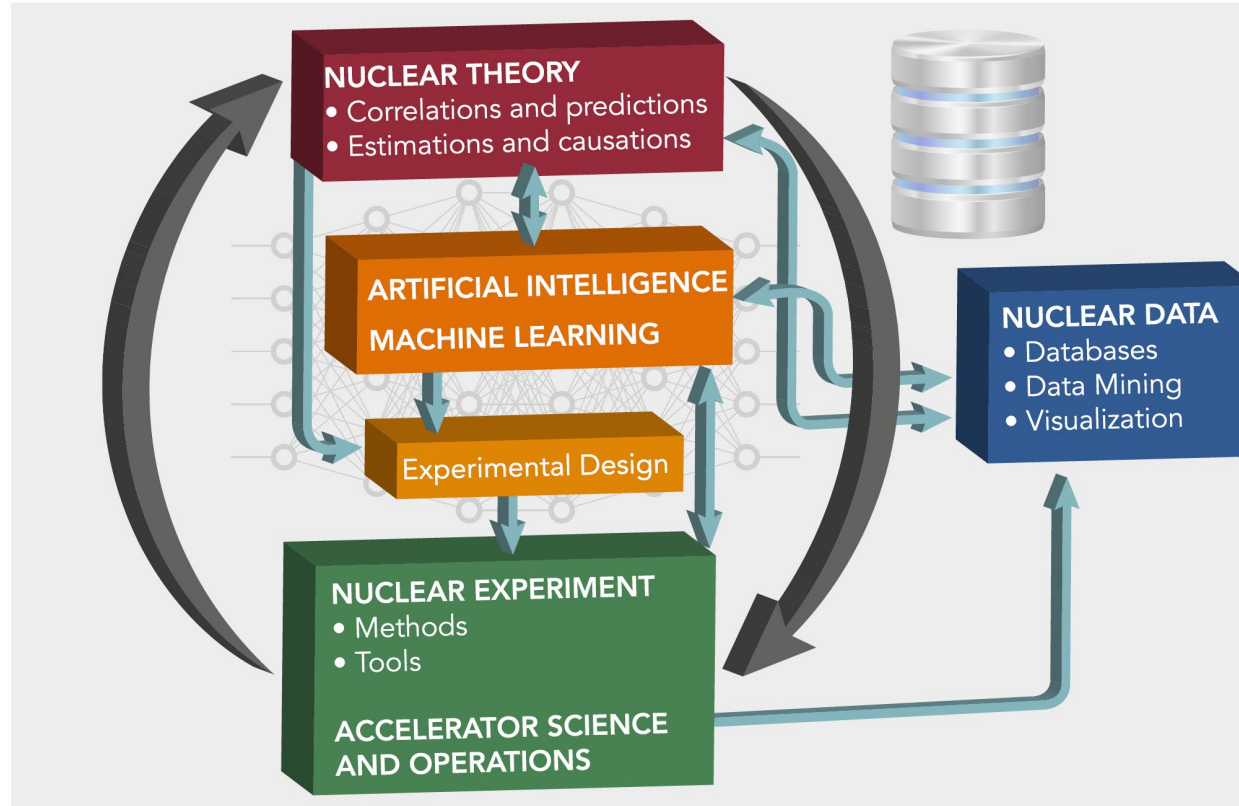 NUCLEAR THEORY
• Correlations and predictions
• Estimations and causations
ARTIFICIAL INTELLIGENCE
MACHINE LEARNING
Experimental Design
NUCLEAR EXPERIMENT
• Methods
• Tools
ACCELERATOR SCIENCE
AND OPERATIONS
NUCLEAR DATA
• Databases
• Data Mining
• Visualization